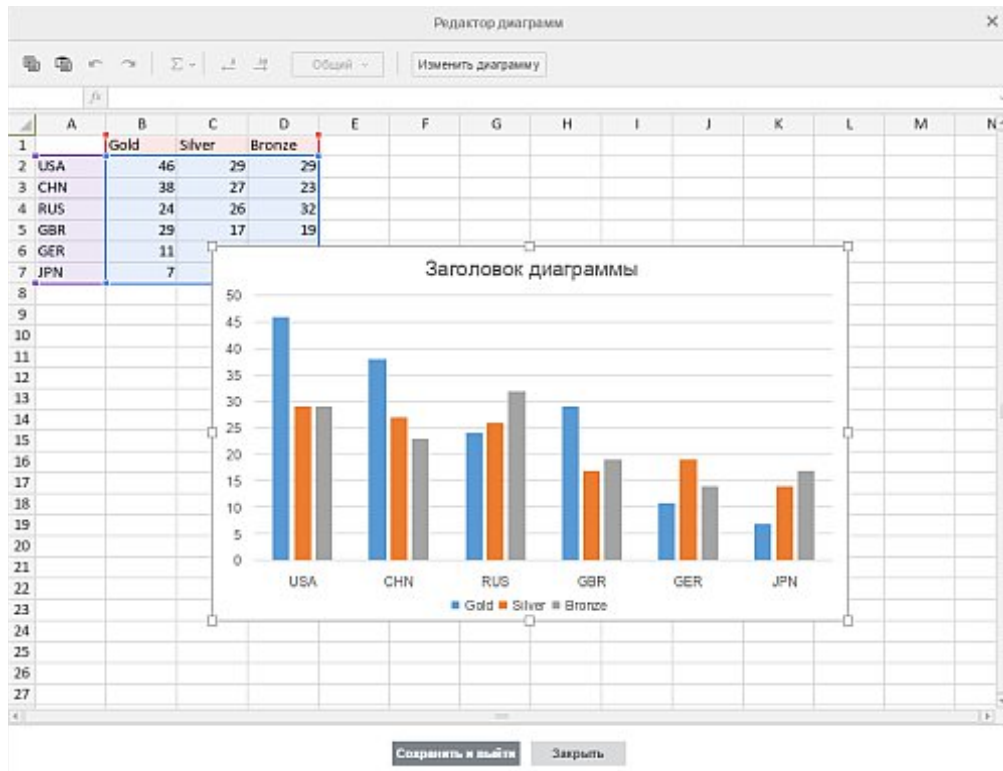 Редактор диаграмм
Общий
Изменить диаграмму
fx
A B C D E F G H I J K L M N
1 Gold Silver Bronze
2 USA 46 29 29
3 CHN 38 27 23
4 RUS 24 26 32
5 GBR 29 17 19
6 GER 11
7 JPN 7
8
9
10
11
12
13
14
15
16
17
18
19
20
21
22
23
24
25
26
27
Заголовок диаграммы
50
45
40
35
30
25
20
15
10
5
0
USA CHN RUS GBR GER JPN
Gold Silver Bronze
Сохранить и выйти Закрыть